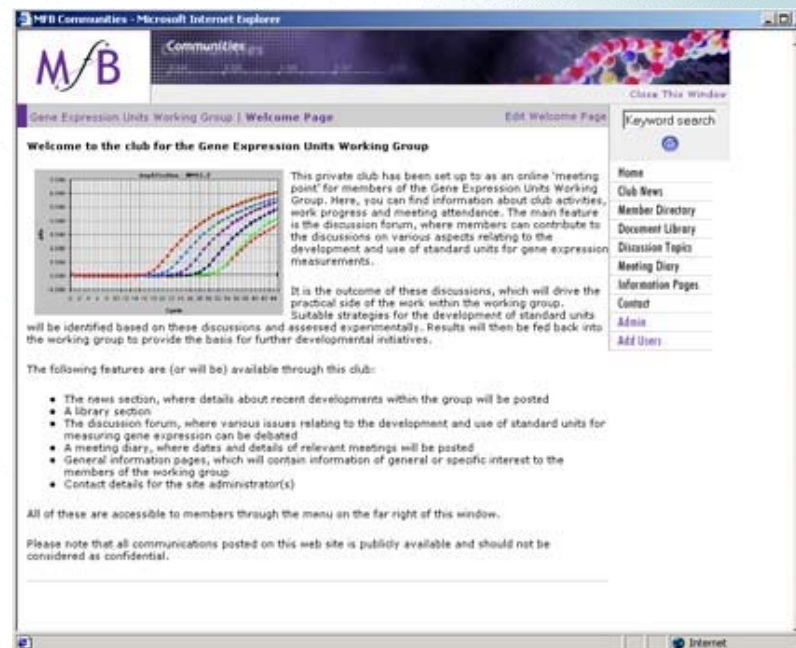 MFB Communities - Microsoft Internet Explorer
MfB
Communities
Close This Window
Gene Expression Units Working Group | Welcome Page
Edit Welcome Page
Keyword search
Welcome to the club for the Gene Expression Units Working Group
This private club has been set up to as an online 'meeting
point' for members of the Gene Expression Units Working
Group. Here, you can find information about club activities,
work progress and meeting attendance. The main feature
is the discussion forum, where members can contribute to
the discussions on various aspects relating to the
development and use of standard units for gene expression
measurements.
It is the outcome of these discussions, which will drive the
practical side of the work within the working group.
Suitable strategies for the development of standard units
will be identified based on these discussions and assessed experimentally. Results will then be fed back into
the working group to provide the basis for further developmental initiatives.
Cycle
The following features are (or will be) available through this club:
• The news section, where details about recent developments within the group will be posted
• A library section
• The discussion forum, where various issues relating to the development and use of standard units for
measuring gene expression can be debated
• A meeting diary, where dates and details of relevant meetings will be posted
• General information pages, which will contain information of general or specific interest to the
members of the working group
• Contact details for the site administrator(s)
All of these are accessible to members through the menu on the far right of this window.
Please note that all communications posted on this web site is publicly available and should not be
considered as confidential.
Home
Club News
Member Directory
Document Library
Discussion Topics
Meeting Diary
Information Pages
Contact
Admin
Add Users
Internet